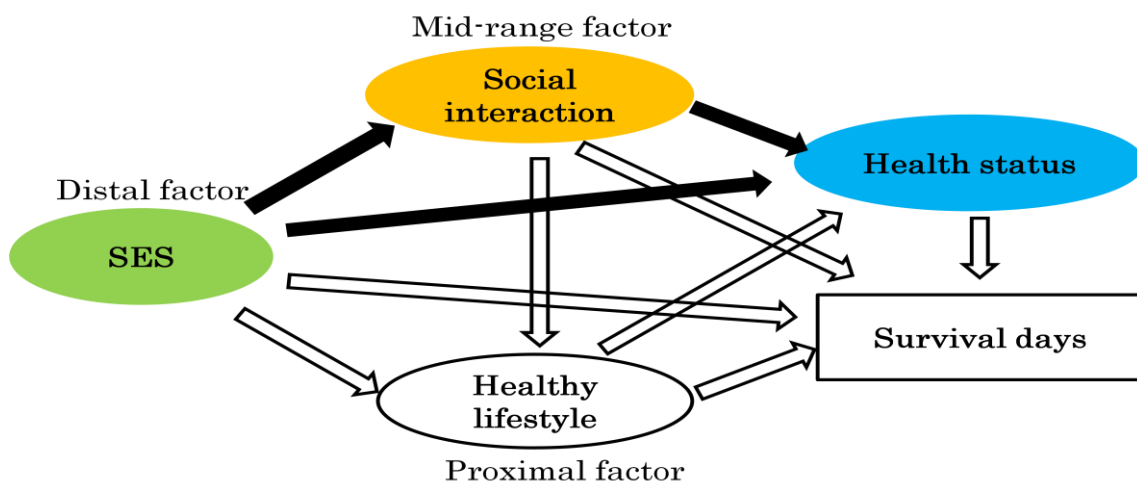 Mid-range factor
Social
interaction
Health status
Distal factor
SES
Survival days
Healthy
lifestyle
Proximal factor